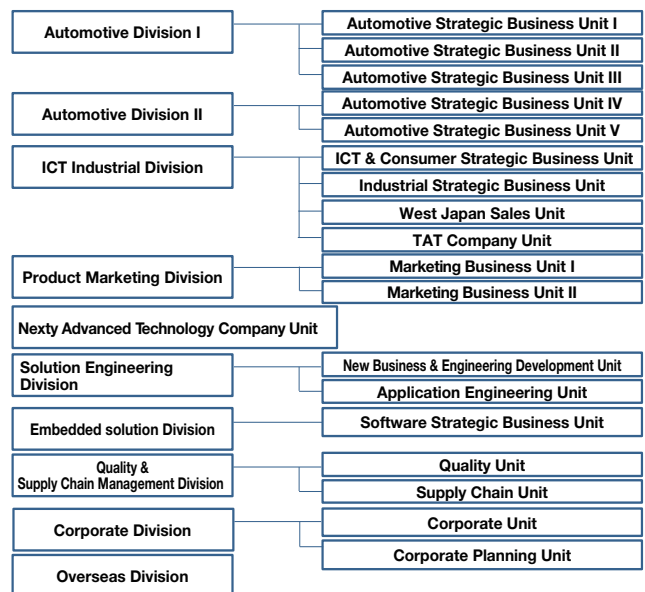 Automotive Division I
Automotive Strategic Business Unit I
Automotive Strategic Business Unit II
Automotive Strategic Business Unit III
Automotive Division II
Automotive Strategic Business Unit IV
Automotive Strategic Business Unit V
ICT Industrial Division
ICT & Consumer Strategic Business Unit
Industrial Strategic Business Unit
West Japan Sales Unit
TAT Company Unit
Product Marketing Division
Marketing Business Unit I
Marketing Business Unit II
Nexty Advanced Technology Company Unit
Solution Engineering
Division
New Business & Engineering Development Unit
Application Engineering Unit
Embedded solution Division
Software Strategic Business Unit
Quality &
Supply Chain Management Division
Quality Unit
Supply Chain Unit
Corporate Division
Corporate Unit
Corporate Planning Unit
Overseas Division